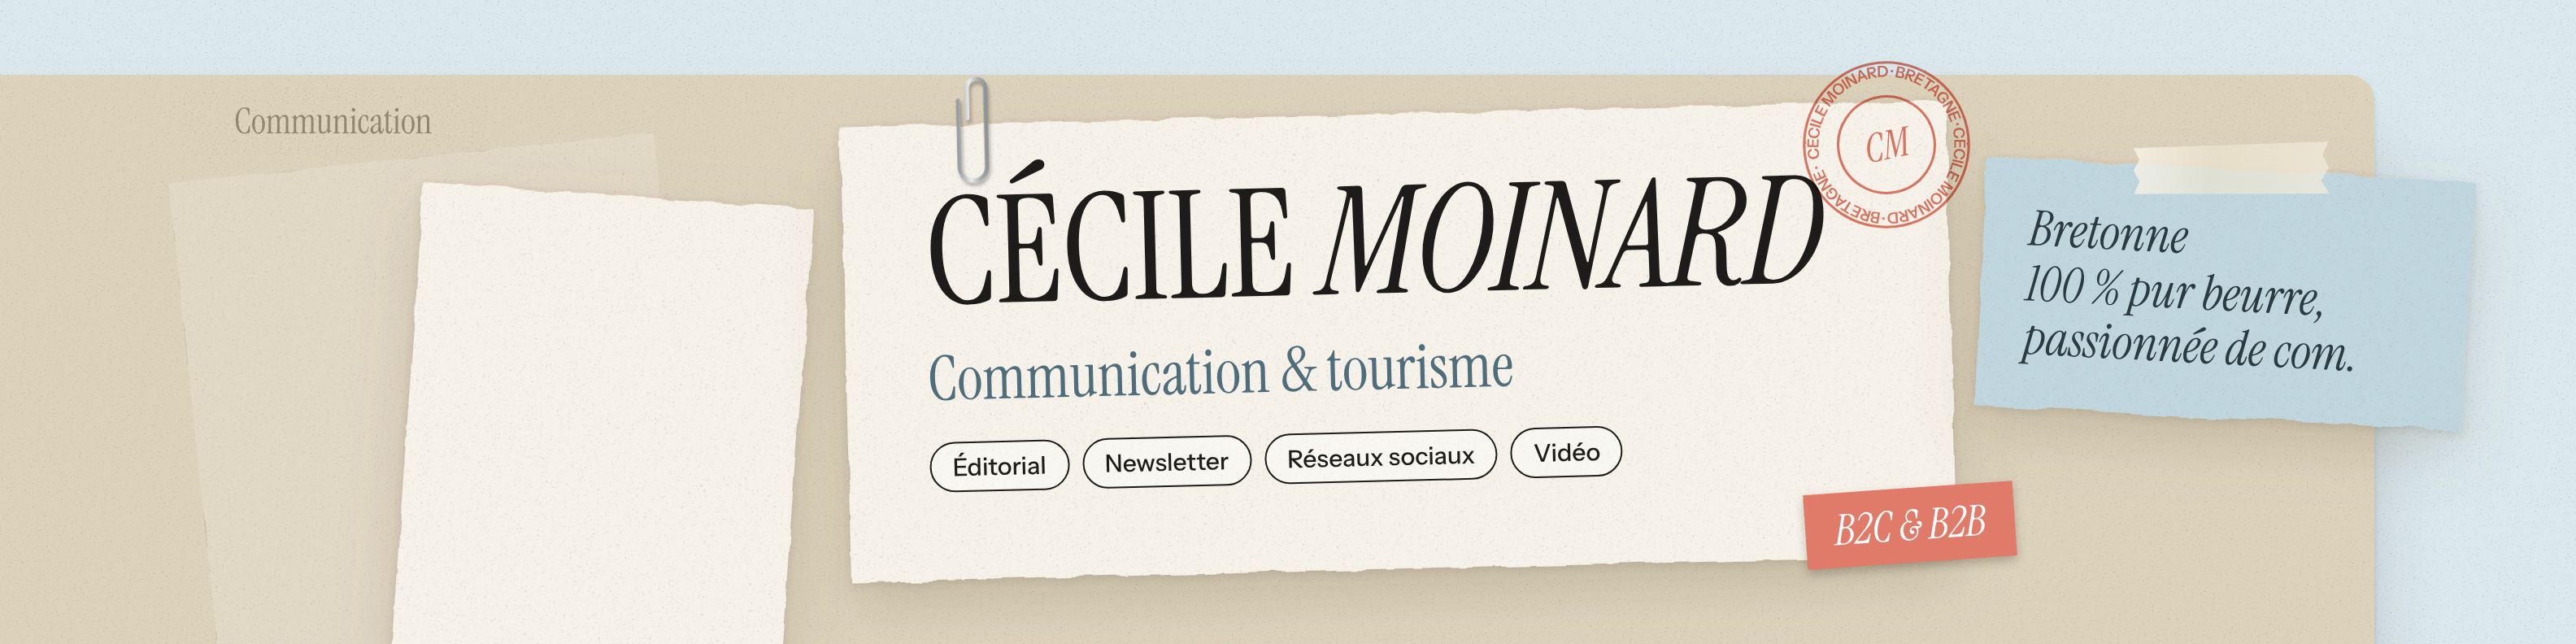 Communication
CÉCILE MOINARD
Communication & tourisme
Éditorial
Newsletter
Réseaux sociaux
Vidéo
CÉCILE MOINARD · BRETAGNE · CÉCILE MOINARD · BRETAGNE ·
CM
Bretonne
100 % pur beurre,
passionnée de com.
B2C & B2B